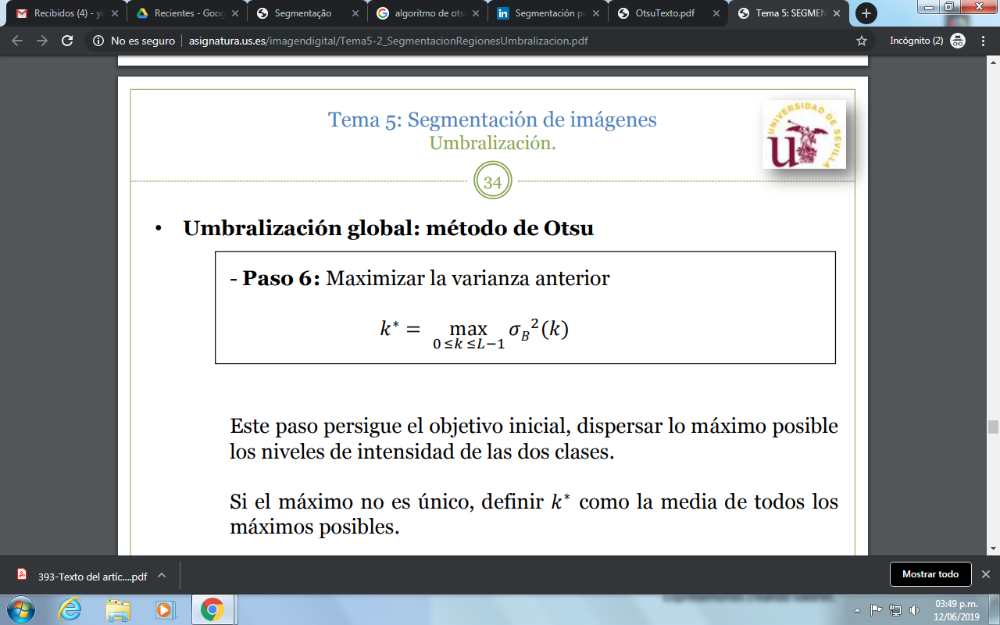 Recibidos (4) - yo
Recientes - Goog
Segmentação
algoritmo de ots
Segmentación po
OtsuTexto.pdf
Tema 5: SEGMEN
No es seguro
asignatura.us.es/imagendigital/Tema5-2_SegmentacionRegionesUmbralizacion.pdf
Incógnito (2)
Tema 5: Segmentación de imágenes
Umbralización.
UNIVERSIDAD DE SEVILLA
34
• Umbralización global: método de Otsu
- Paso 6: Maximizar la varianza anterior
k* = max σ_B²(k)
0 ≤k ≤L−1
Este paso persigue el objetivo inicial, dispersar lo máximo posible
los niveles de intensidad de las dos clases.
Si el máximo no es único, definir k* como la media de todos los
máximos posibles.
393-Texto del artíc....pdf
Mostrar todo
03:49 p.m.
12/06/2019